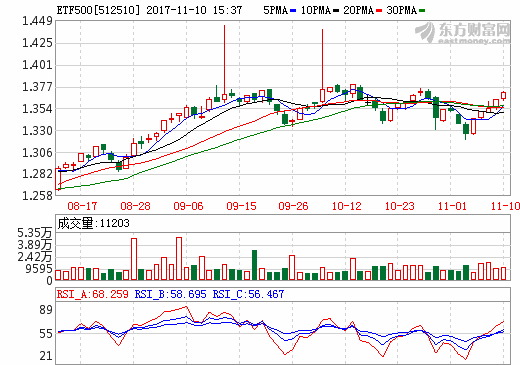 ETF500[512510] 2017-11-10 15:37 5PMA 10PMA 20PMA 30PMA
东方财富网
eastmoney.com
1.449
1.425
1.401
1.377
1.354
1.330
1.306
1.282
1.258
08-17 08-28 09-06 09-15 09-26 10-12 10-23 11-01 11-10
成交量:11203
5.35万
3.89万
2.42万
9595
0
RSI_A:68.259 RSI_B:58.695 RSI_C:56.467
89
55
21